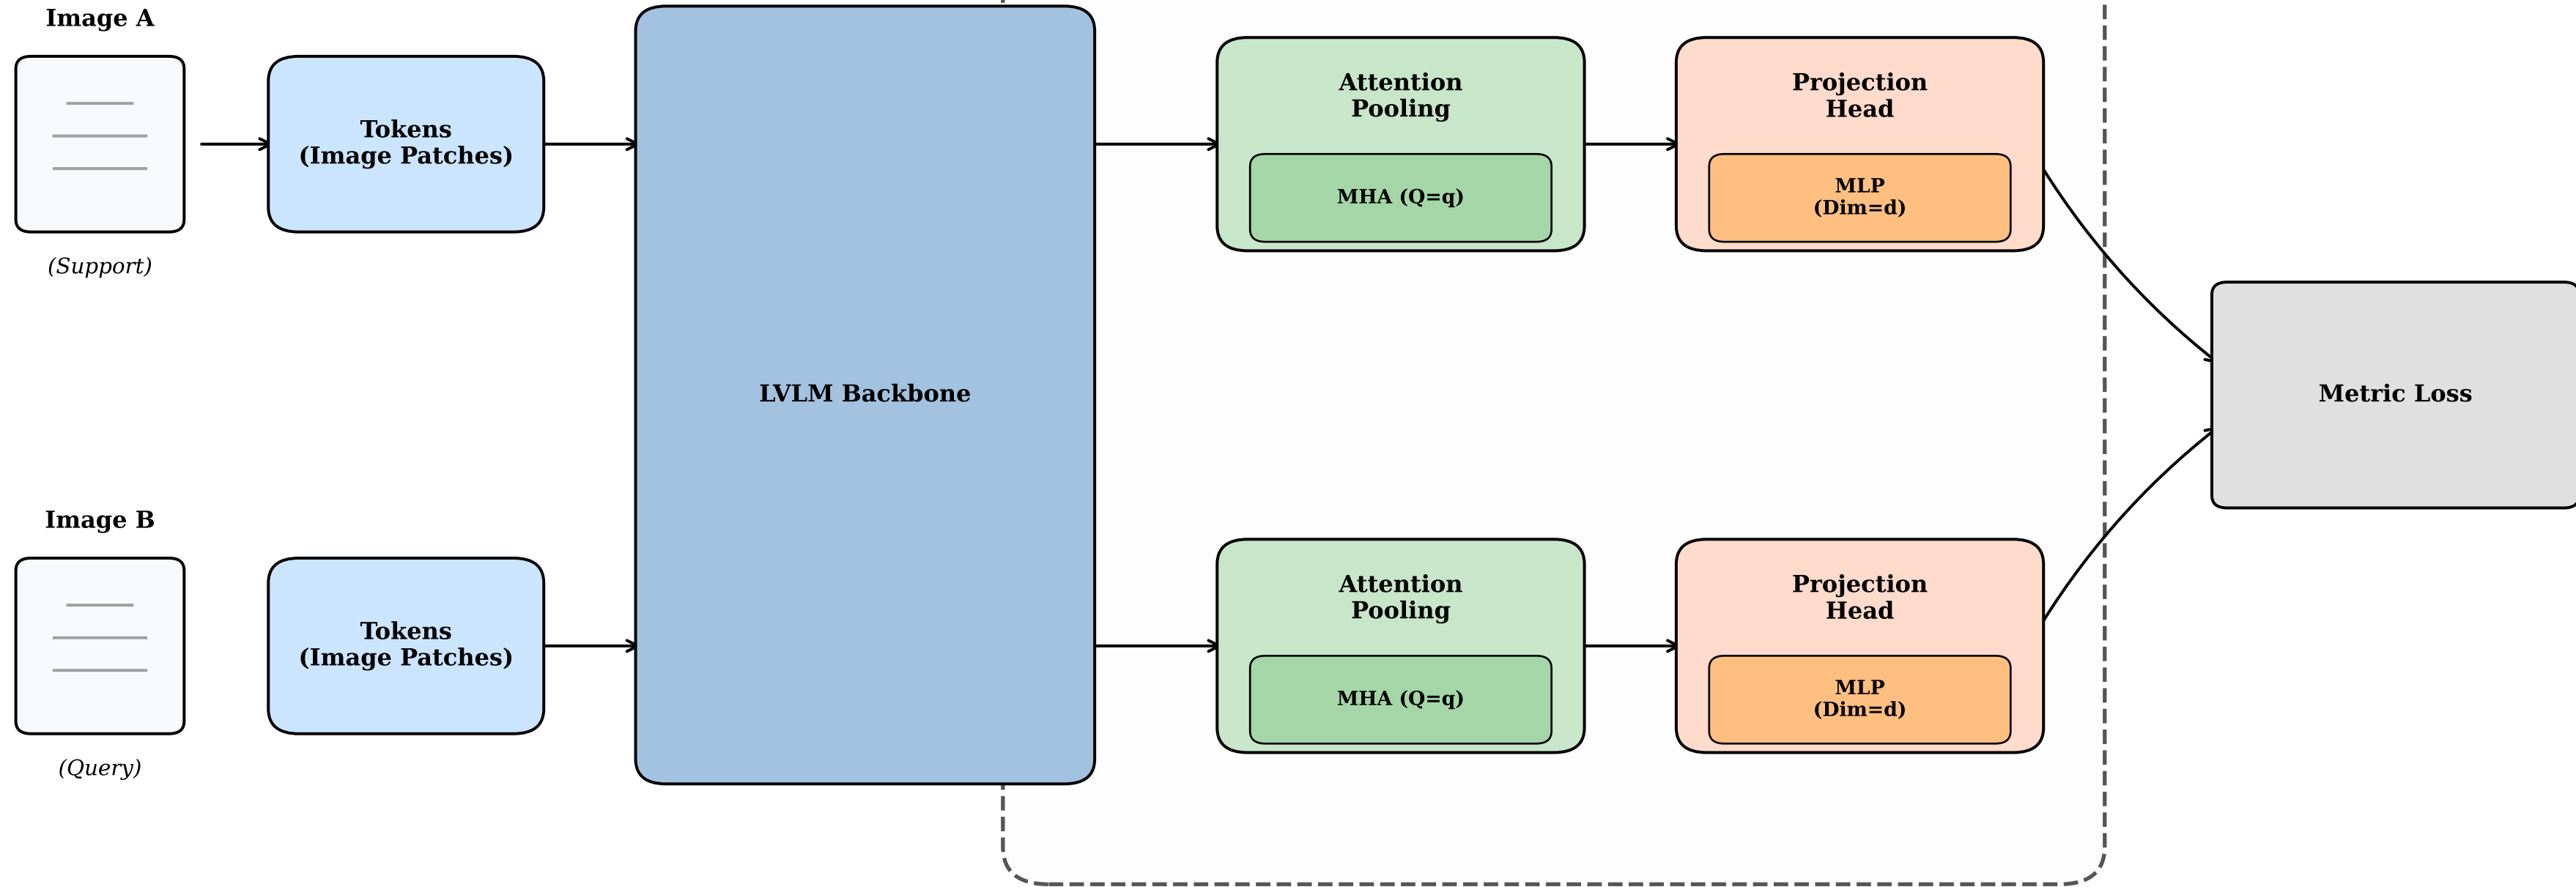 Image A
(Support)
Tokens
(Image Patches)
LVLM Backbone
Attention
Pooling
MHA (Q=q)
Projection
Head
MLP
(Dim=d)
Metric Loss
Image B
(Query)
Tokens
(Image Patches)
Attention
Pooling
MHA (Q=q)
Projection
Head
MLP
(Dim=d)